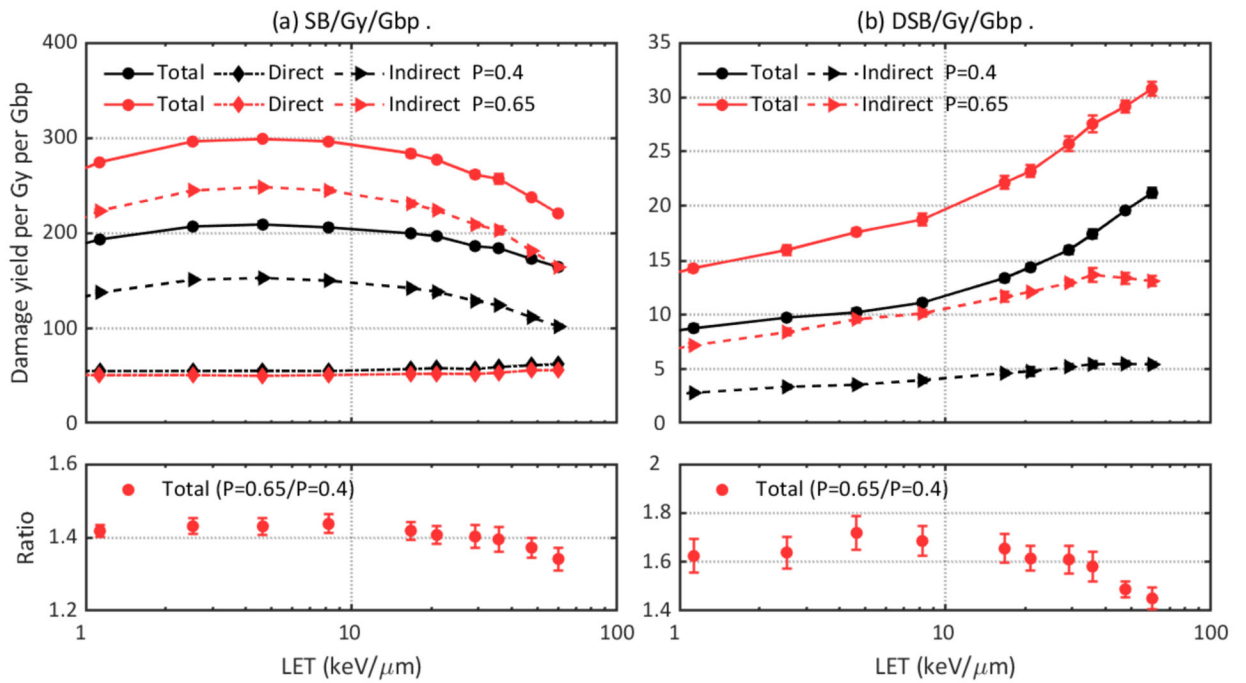 (a) SB/Gy/Gbp .
400
300
200
100
0
Damage yield per Gy per Gbp
Total Direct Indirect P=0.4
Total Direct Indirect P=0.65
(b) DSB/Gy/Gbp .
35
30
25
20
15
10
5
0
Total Indirect P=0.4
Total Indirect P=0.65
1.6
1.4
1.2
Ratio
Total (P=0.65/P=0.4)
1 10 100
LET (keV/μm)
2
1.8
1.6
1.4
Total (P=0.65/P=0.4)
1 10 100
LET (keV/μm)